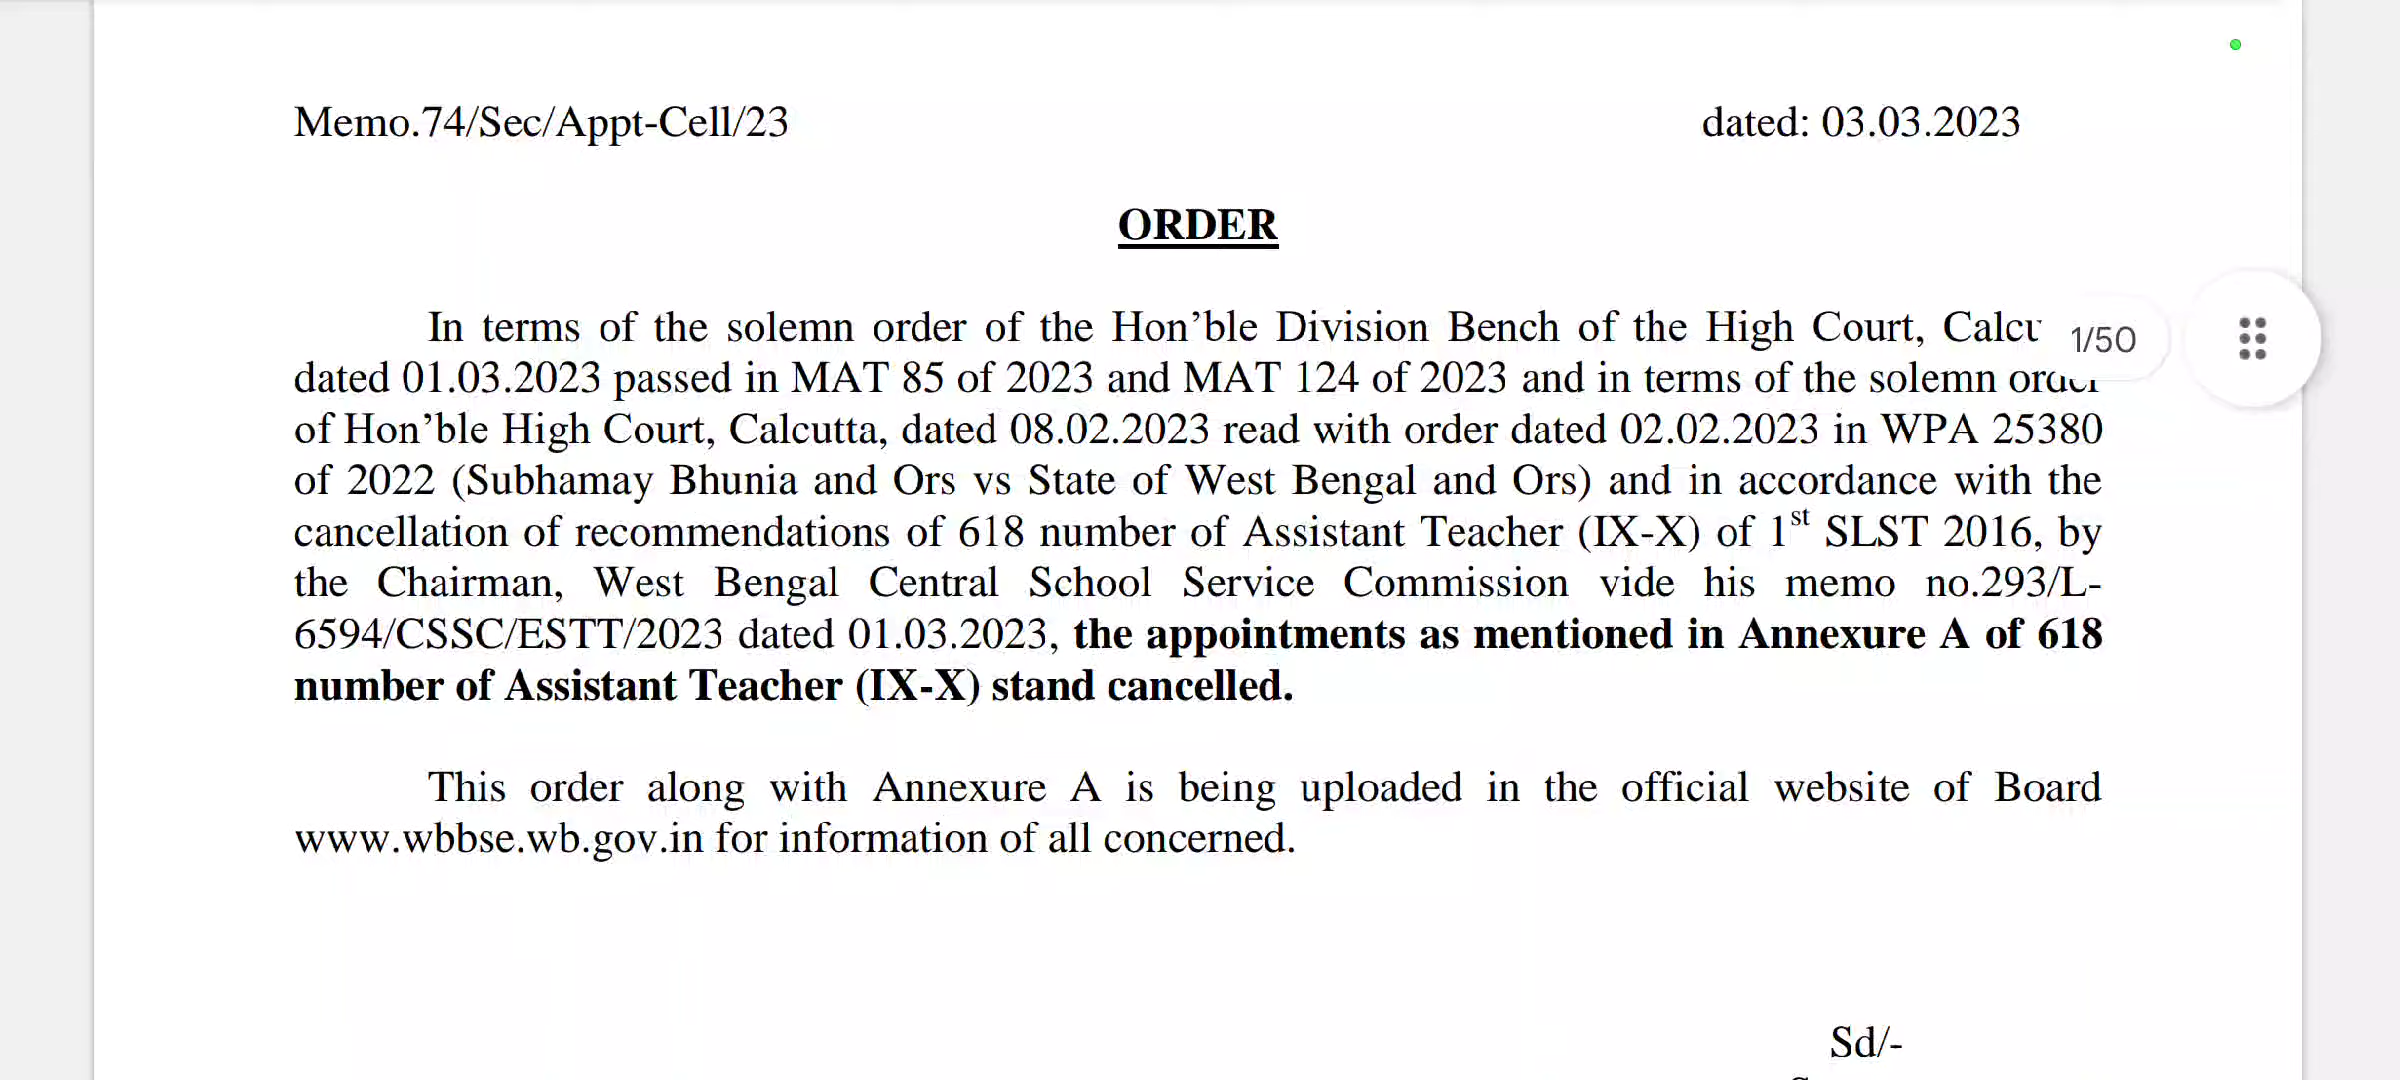 Memo.74/Sec/Appt-Cell/23 dated: 03.03.2023
ORDER
In terms of the solemn order of the Hon’ble Division Bench of the High Court,
1/50
dated 01.03.2023 passed in MAT 85 of 2023 and MAT 124 of 2023 and in terms of the solemn order
of Hon’ble High Court, Calcutta, dated 08.02.2023 read with order dated 02.02.2023 in WPA 25380
of 2022 (Subhamay Bhunia and Ors vs State of West Bengal and Ors) and in accordance with the
cancellation of recommendations of 618 number of Assistant Teacher (IX-X) of 1st SLST 2016, by
the Chairman, West Bengal Central School Service Commission vide his memo no.293/L-
6594/CSSC/ESTT/2023 dated 01.03.2023, the appointments as mentioned in Annexure A of 618
number of Assistant Teacher (IX-X) stand cancelled.
This order along with Annexure A is being uploaded in the official website of Board
www.wbbse.wb.gov.in for information of all concerned.
Sd/-